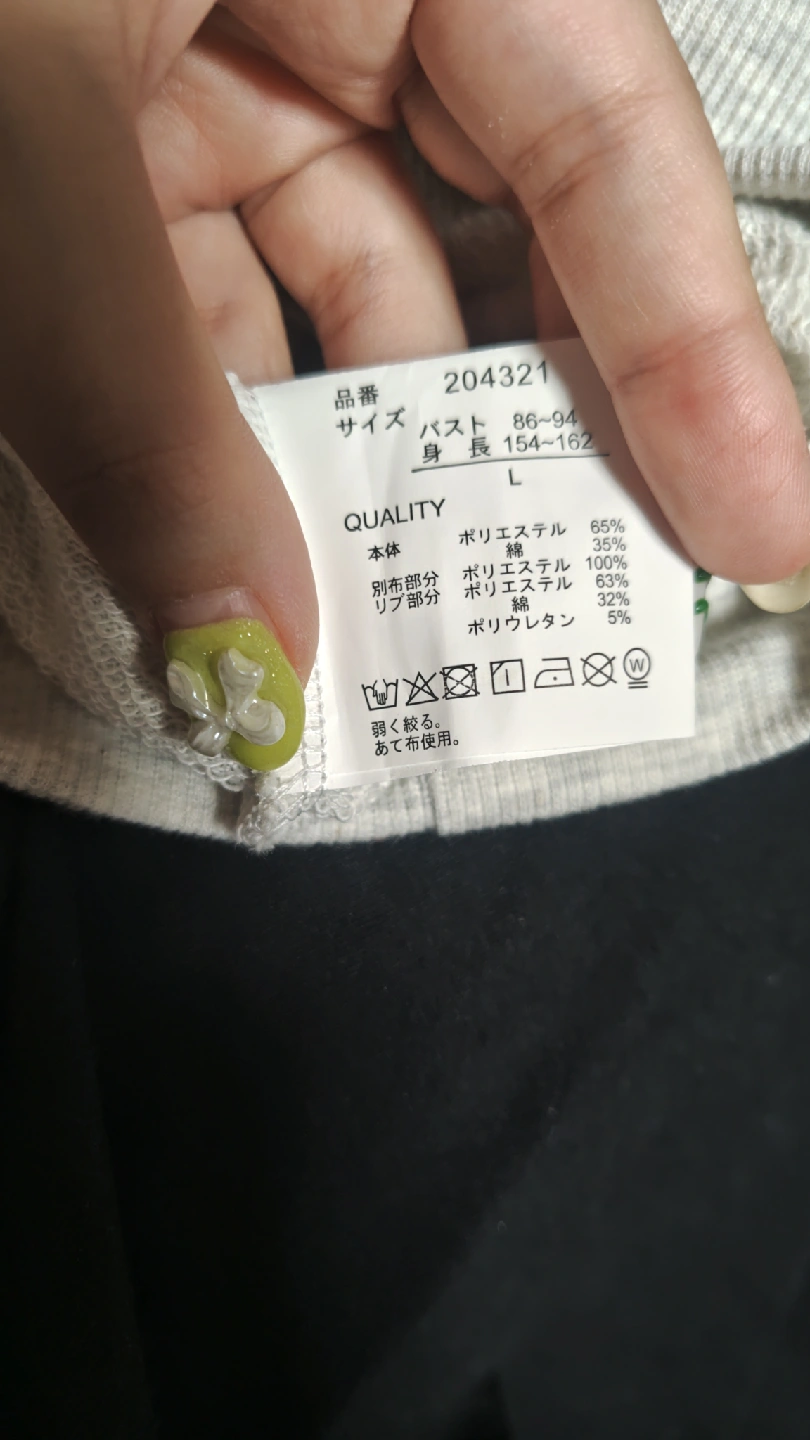 品番 204321
サイズ バスト 86~94
身 長 154~162
L
QUALITY
本体 ポリエステル 65%
綿 35%
別布部分 ポリエステル 100%
リブ部分 ポリエステル 63%
綿 32%
ポリウレタン 5%
W
弱く絞る。
あて布使用。